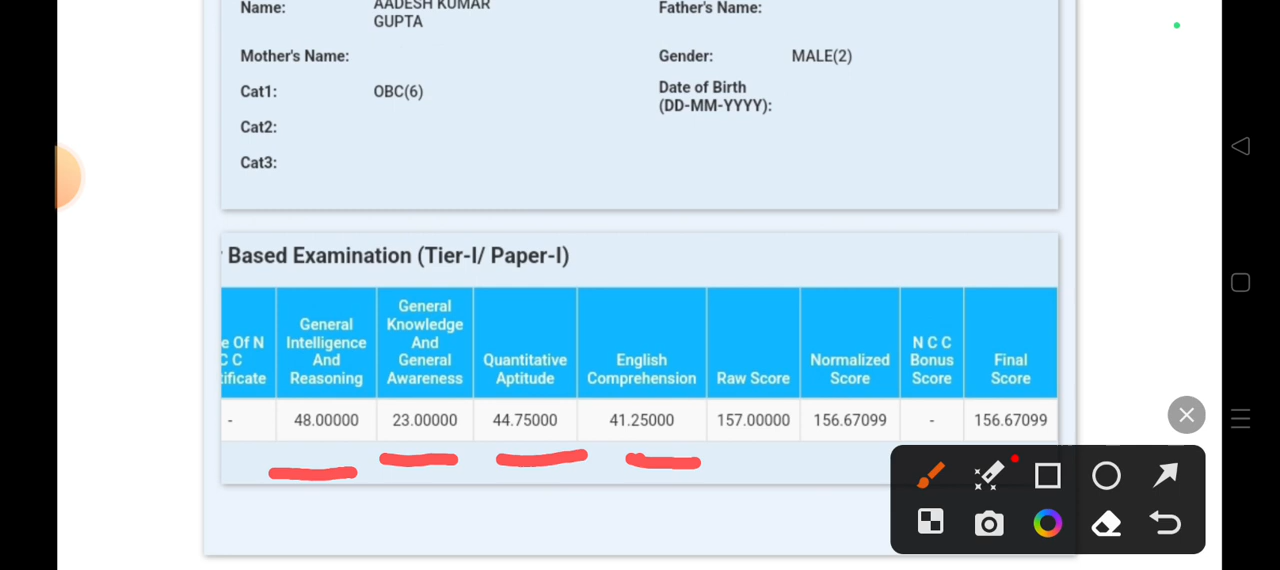 Name:
AADESH KUMAR
GUPTA
Father's Name:
Mother's Name:
Gender:
MALE(2)
Cat1:
OBC(6)
Date of Birth
(DD-MM-YYYY):
Cat2:
Cat3:
Based Examination (Tier-I/ Paper-I)
e Of N
C C
ificate
General
Intelligence
And
Reasoning
General
Knowledge
And
General
Awareness
Quantitative
Aptitude
English
Comprehension
Raw Score
Normalized
Score
N C C
Bonus
Score
Final
Score
-
48.00000
23.00000
44.75000
41.25000
157.00000
156.67099
-
156.67099